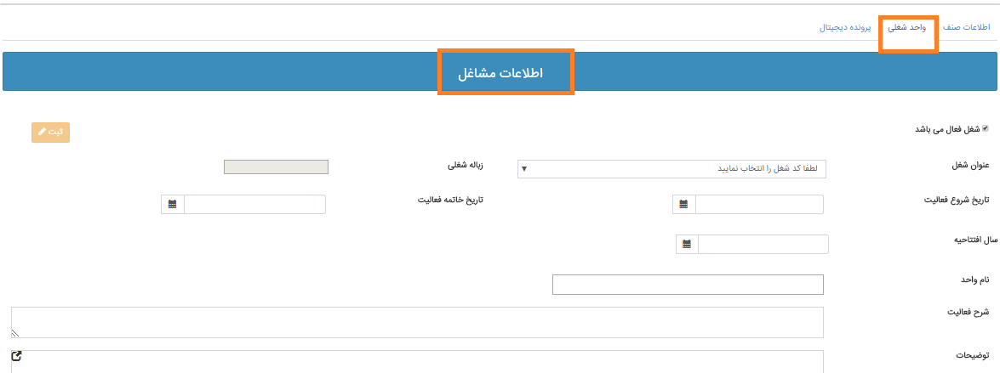 اطلاعات صنف واحد شغلی پرونده دیجیتال
اطلاعات مشاغل
شغل فعال می باشد ثبت
عنوان شغل لطفا کد شغل را انتخاب نمایید زباله شغلی
تاریخ شروع فعالیت تاریخ خاتمه فعالیت
سال افتتاحیه
نام واحد
شرح فعالیت
توضیحات